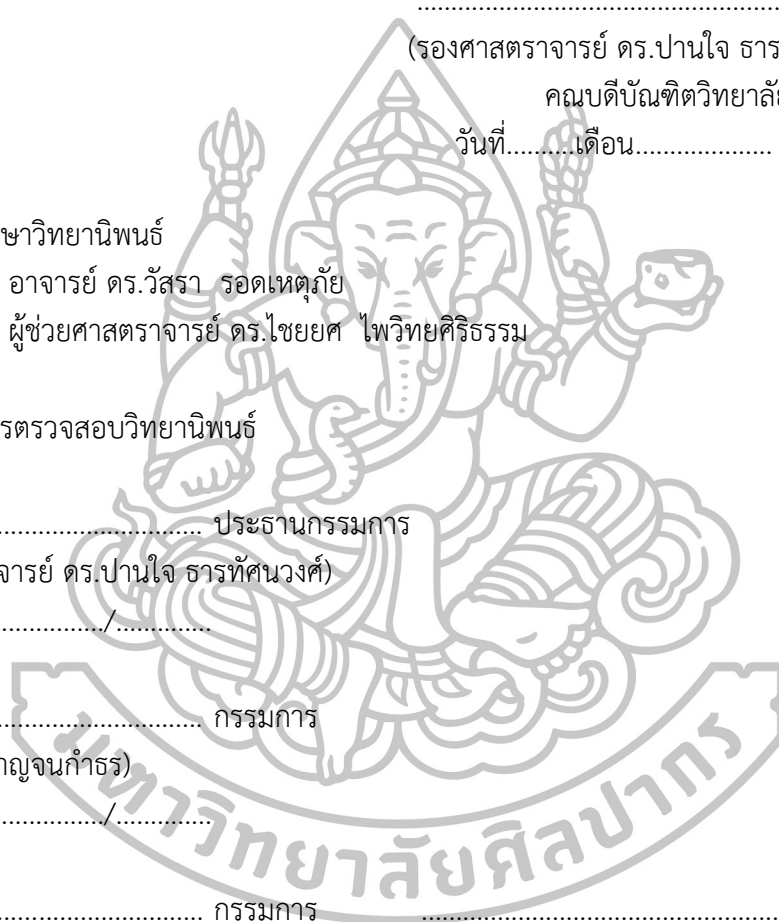 ........................................................
(รองศาสตราจารย์ ดร.ปานใจ ธาร
คณบดีบัณฑิตวิทยาลัย
วันที่..........เดือน....................
ษาวิทยานิพนธ์
อาจารย์ ดร.วัสรา รอดเหตุภัย
ผู้ช่วยศาสตราจารย์ ดร.ไชยยศ ไพวิทยศิริธรรม
รตรวจสอบวิทยานิพนธ์
............................... ประธานกรรมการ
จารย์ ดร.ปานใจ ธารทัศนวงศ์)
................/..............
............................... กรรมการ
าญจนกำธร)
................/..............
............................... กรรมการ ........................................................
มหาวิทยาลัยศิลปากร